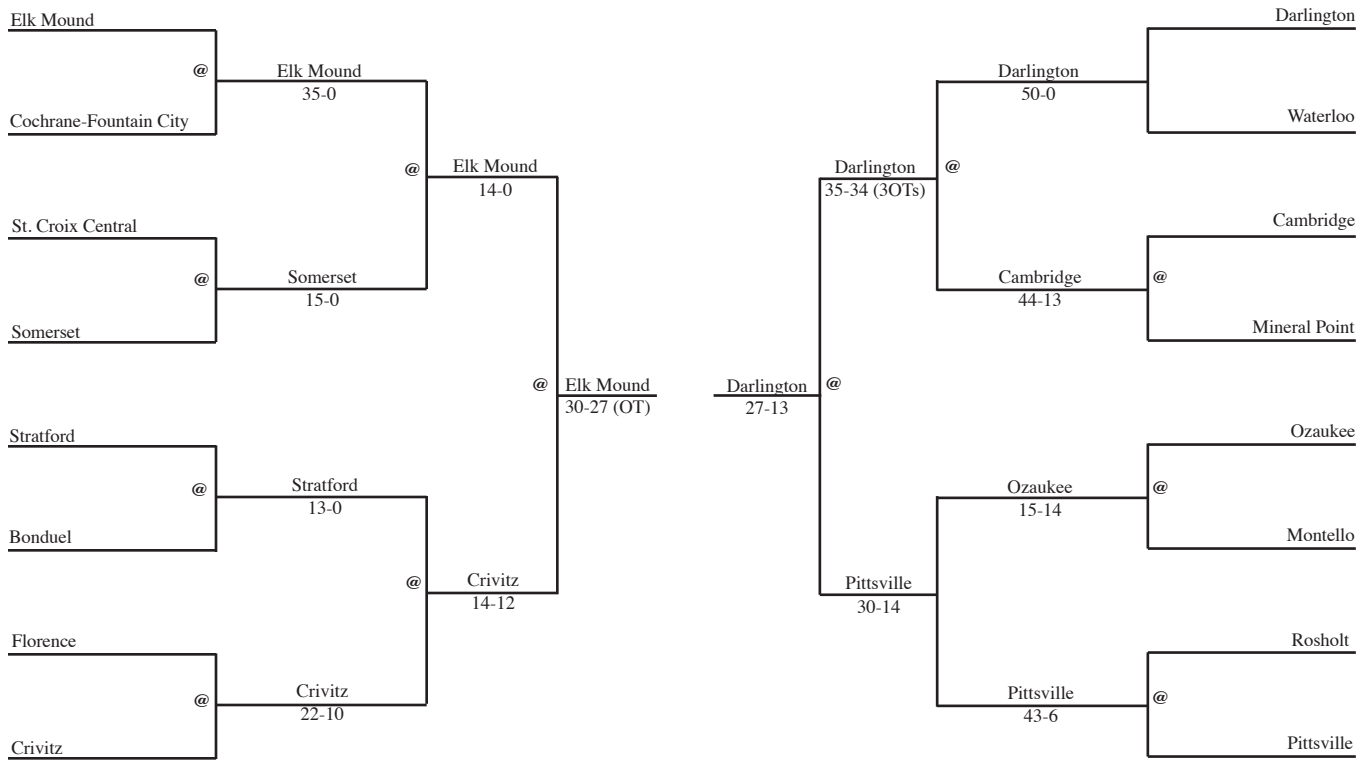 Elk Mound
@
Elk Mound
35-0
Cochrane-Fountain City
@
Elk Mound
14-0
St. Croix Central
@
Somerset
15-0
Somerset
@
Elk Mound
30-27 (OT)
Stratford
@
Stratford
13-0
Bonduel
@
Crivitz
14-12
Florence
@
Crivitz
22-10
Crivitz
Darlington
Darlington
50-0
Waterloo
Darlington
35-34 (3OTs)
@
Cambridge
Cambridge
44-13
@
Mineral Point
Darlington
27-13
@
Ozaukee
Ozaukee
15-14
@
Montello
Pittsville
30-14
Rosholt
Pittsville
43-6
@
Pittsville